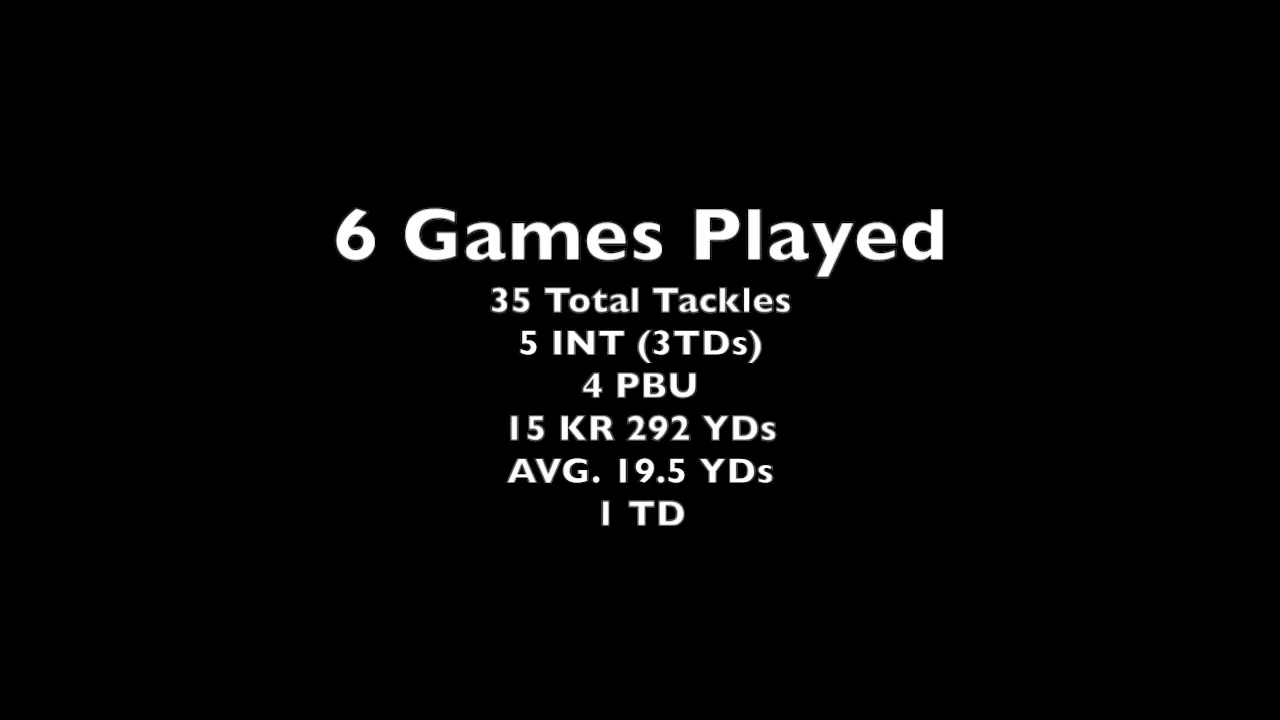 6 Games Played
35 Total Tackles
5 INT (3TDs)
4 PBU
15 KR 292 YDs
AVG. 19.5 YDs
1 TD